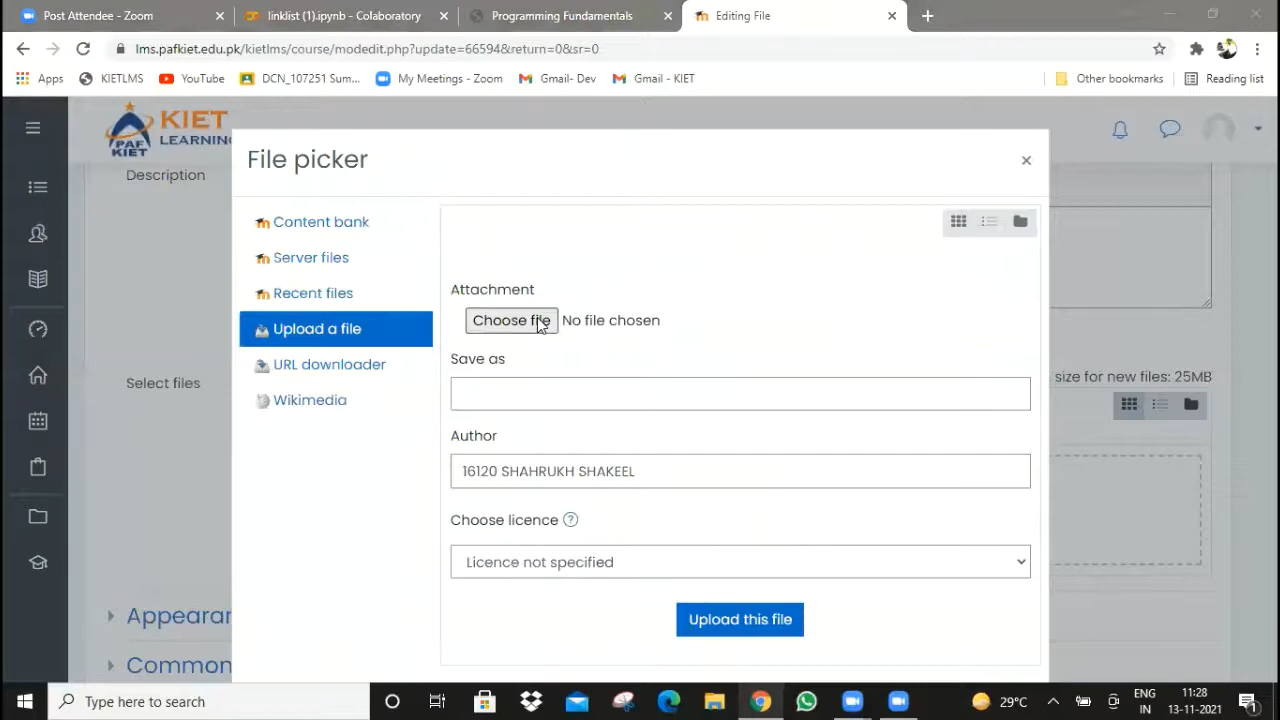 Post Attendee - Zoom
linklist (1).ipynb - Colaboratory
Programming Fundamentals
Editing File
lms.pafkiet.edu.pk/kietlms/course/modedit.php?update=66594&return=0&sr=0
Apps
KIETLMS
YouTube
DCN_107251 Sum...
My Meetings - Zoom
Gmail- Dev
Gmail - KIET
Other bookmarks
Reading list
PAF
KIET
KIET
LEARNIN
Description
File picker
Content bank
Server files
Recent files
Upload a file
URL downloader
Wikimedia
Attachment
Choose file No file chosen
Save as
Author
16120 SHAHRUKH SHAKEEL
Choose licence
Licence not specified
Upload this file
Select files
size for new files: 25MB
Appearar
Common
Type here to search
29°C
ENG
IN
11:28
13-11-2021
1